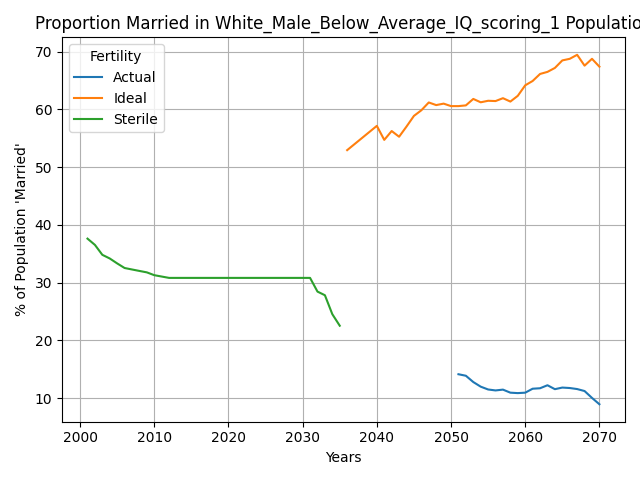 Proportion Married in White_Male_Below_Average_IQ_scoring_1 Populatio
Fertility
Actual
Ideal
Sterile
% of Population 'Married'
70
60
50
40
30
20
10
2000 2010 2020 2030 2040 2050 2060 2070
Years